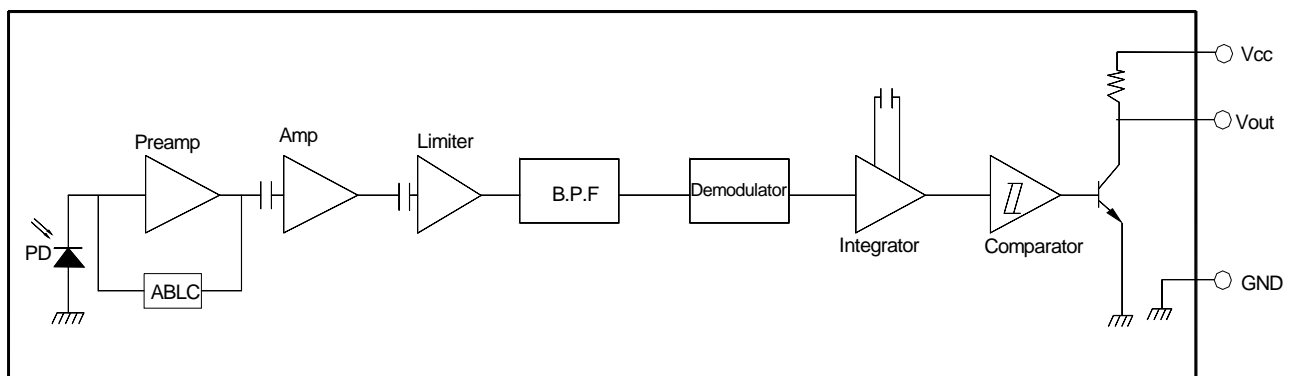 Vcc
Vout
Preamp
Amp
Limiter
B.P.F
Demodulator
PD
ABLC
Integrator
Comparator
GND